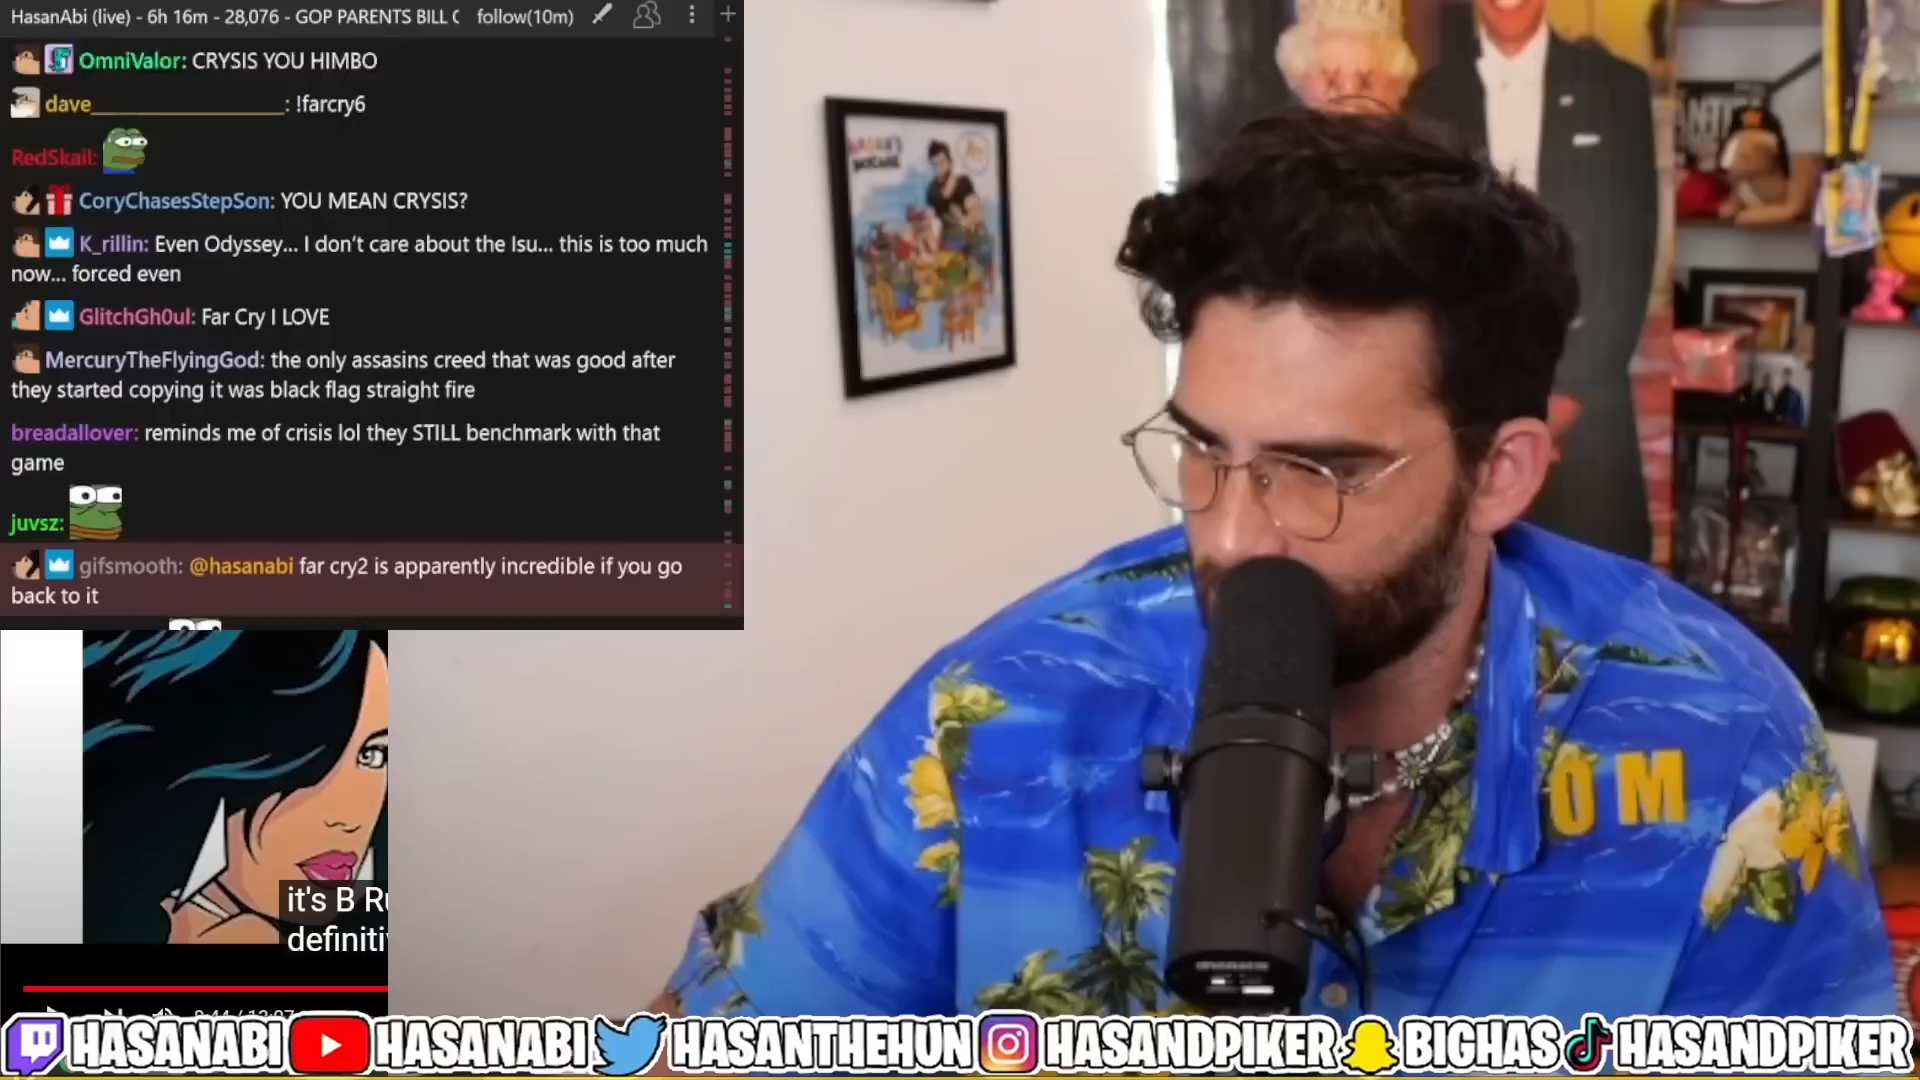 HasanAbi (live) - 6h 16m - 28,076 - GOP PARENTS BILL C follow(10m)
OmniValor: CRYSIS YOU HIMBO
dave_________________: !farcry6
RedSkail:
CoryChasesStepSon: YOU MEAN CRYSIS?
K_rillin: Even Odyssey... I don't care about the Isu... this is too much
now... forced even
GlitchGh0ul: Far Cry I LOVE
MercuryTheFlyingGod: the only assasins creed that was good after
they started copying it was black flag straight fire
breadallover: reminds me of crisis lol they STILL benchmark with that
game
juvsz:
gifsmooth: @hasanabi far cry2 is apparently incredible if you go
back to it
it's B Ru
definiti
OM
HASANABI HASANABI HASANTHEHUN HASANDPIKER BIGHAS HASANDPIKER